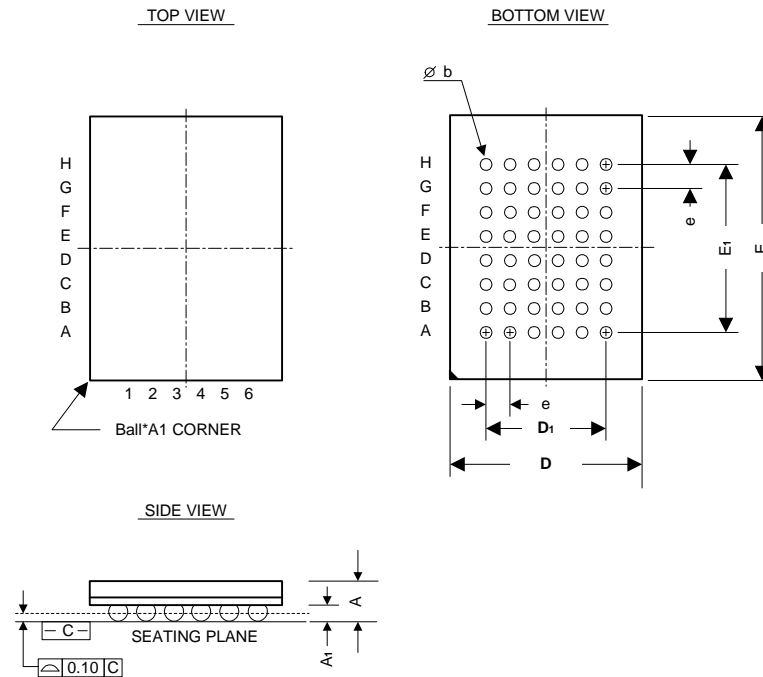 TOP VIEW
H
G
F
E
D
C
B
A
1 2 3 4 5 6
Ball*A1 CORNER
BOTTOM VIEW
Ø b
H
G
F
E
D
C
B
A
e
E1
E
e
D1
D
SIDE VIEW
A
A1
C
SEATING PLANE
0.10 C